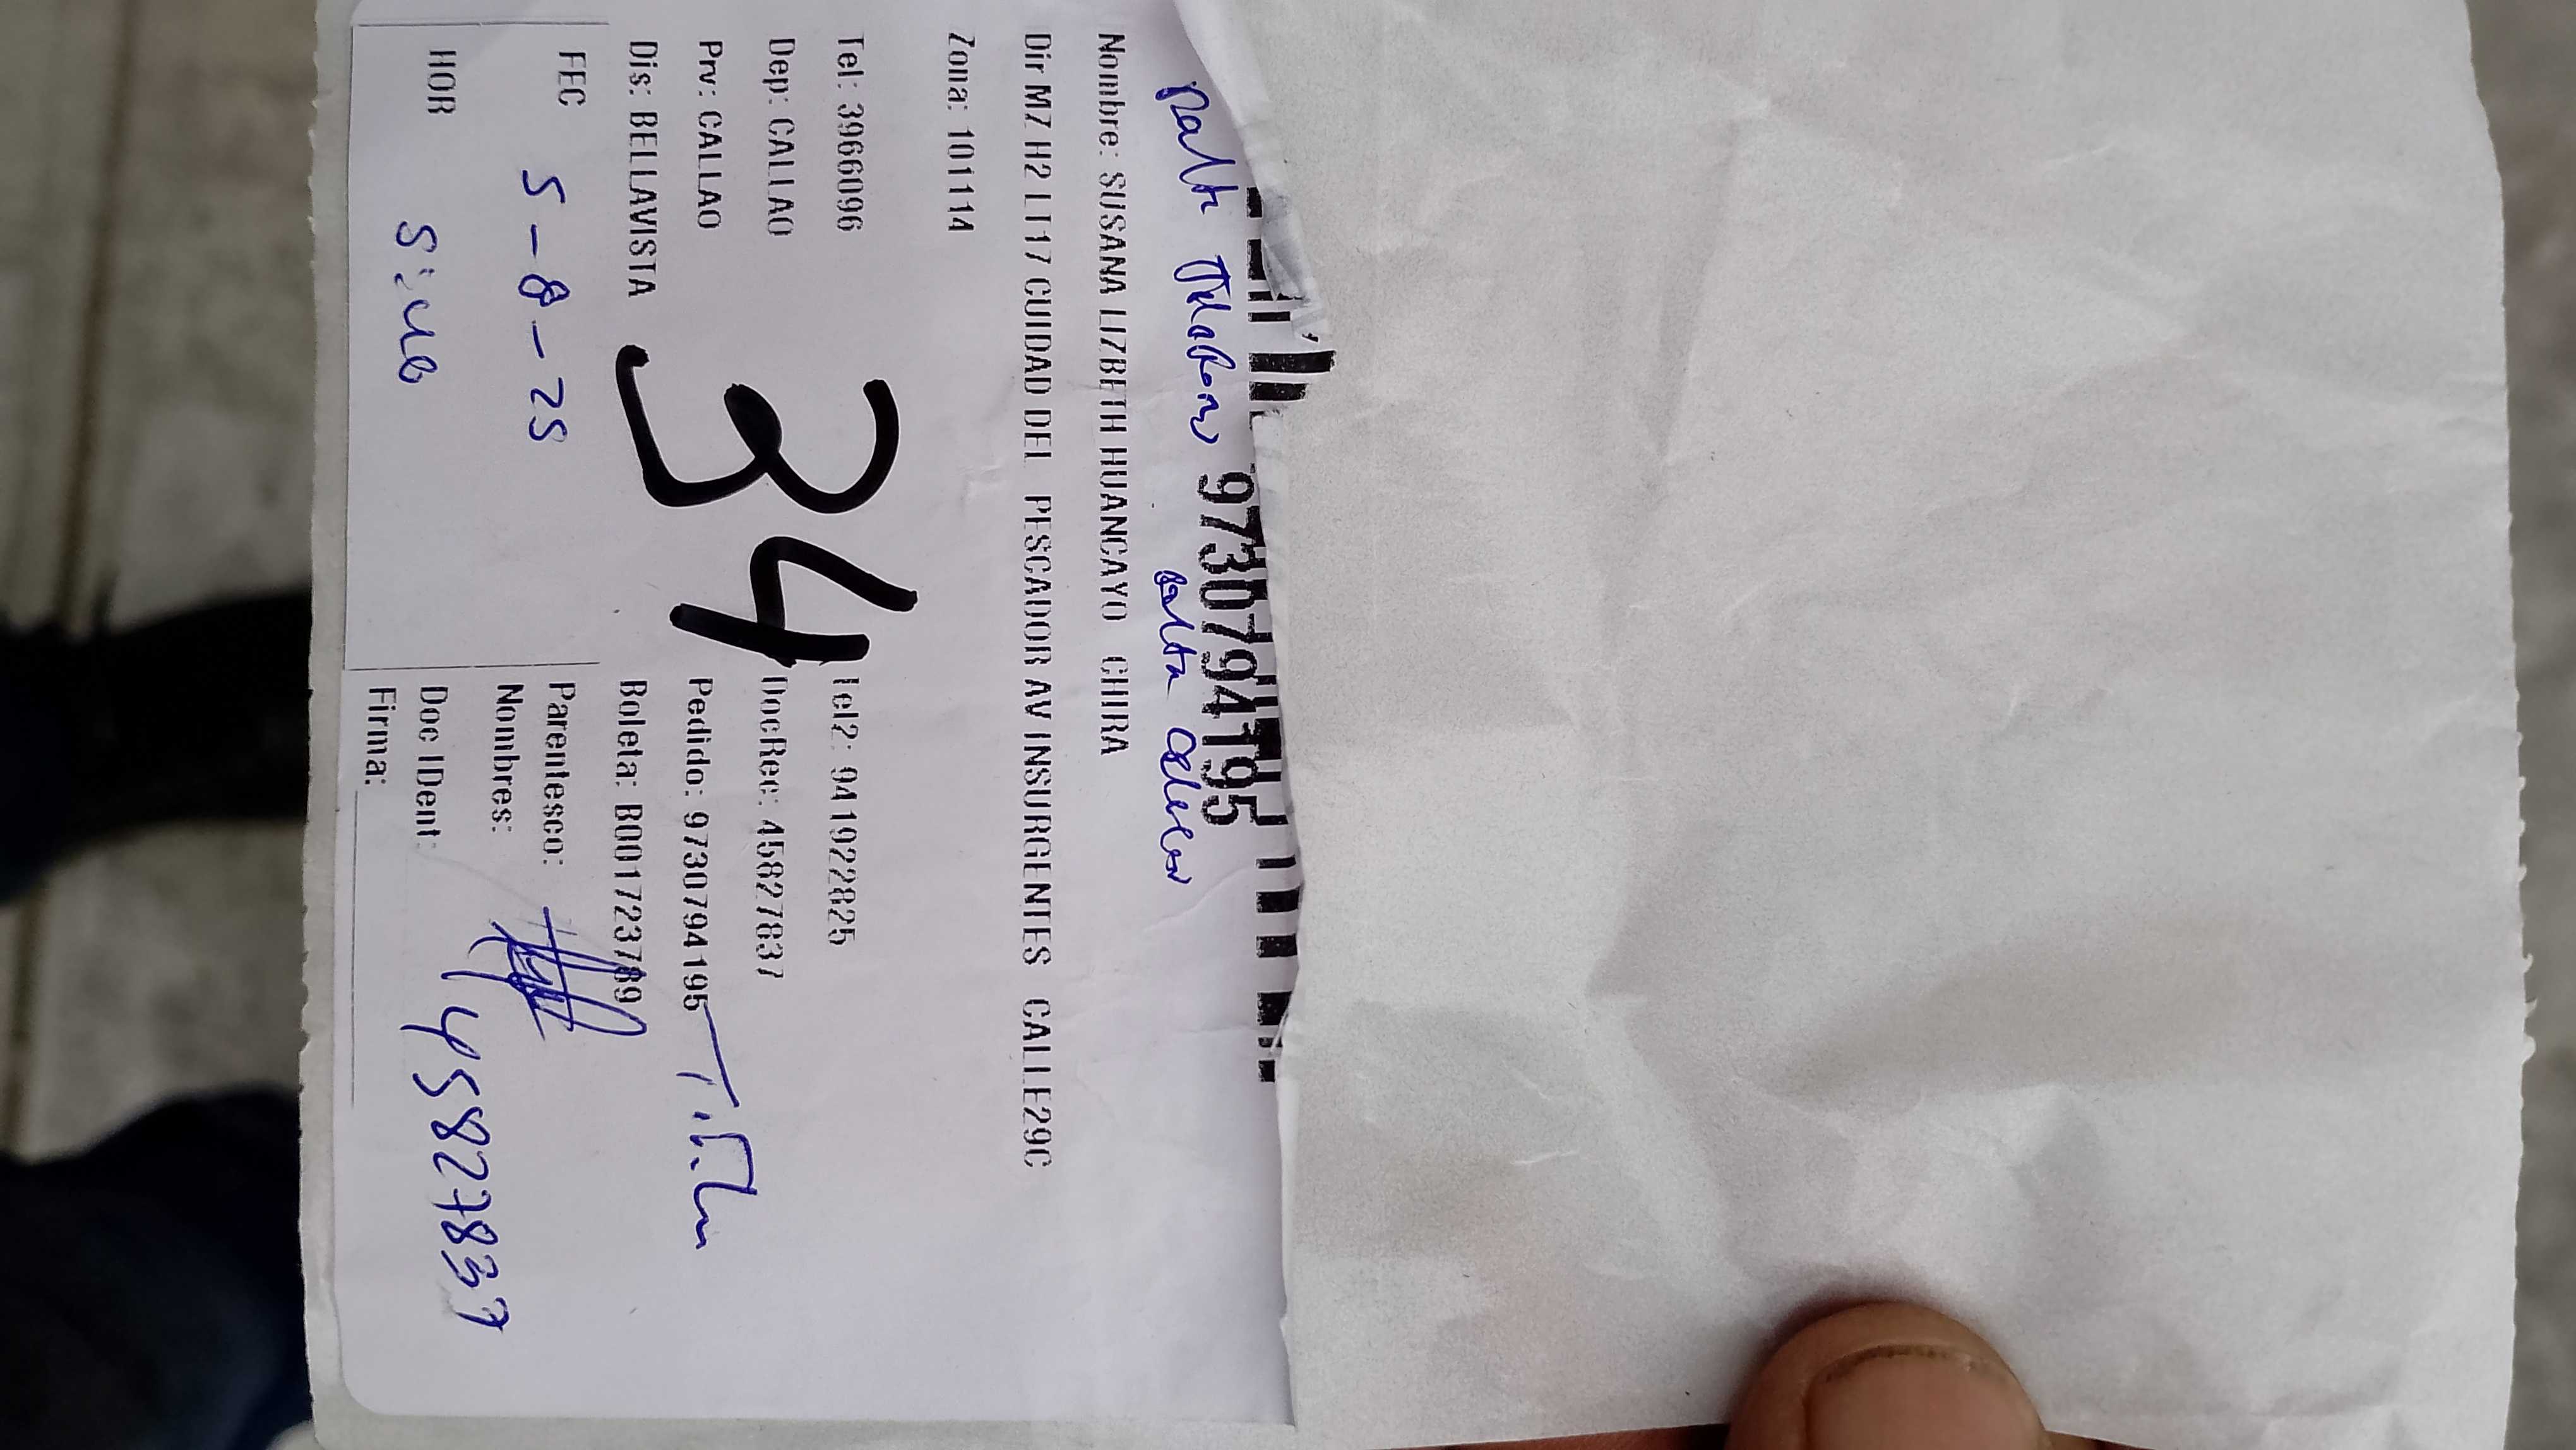 9730794195
Nombre: SUSANA LIZBETH HUANCAYO CHIRA
Dir MZ H2 LT17 CUIDAD DEL PESCADOR AV INSURGENTES CALLE29C
Zona: 101114
Tel: 3966096 Tel2: 941922825
Dep: CALLAO DocRec: 45827837
Prv: CALLAO Pedido: 9730794195
Dis: BELLAVISTA Boleta: B001723789
34
FEC 5-8-25 Parentesco:
Nombres:
HOR Doc IDent: 45827837
Firma: